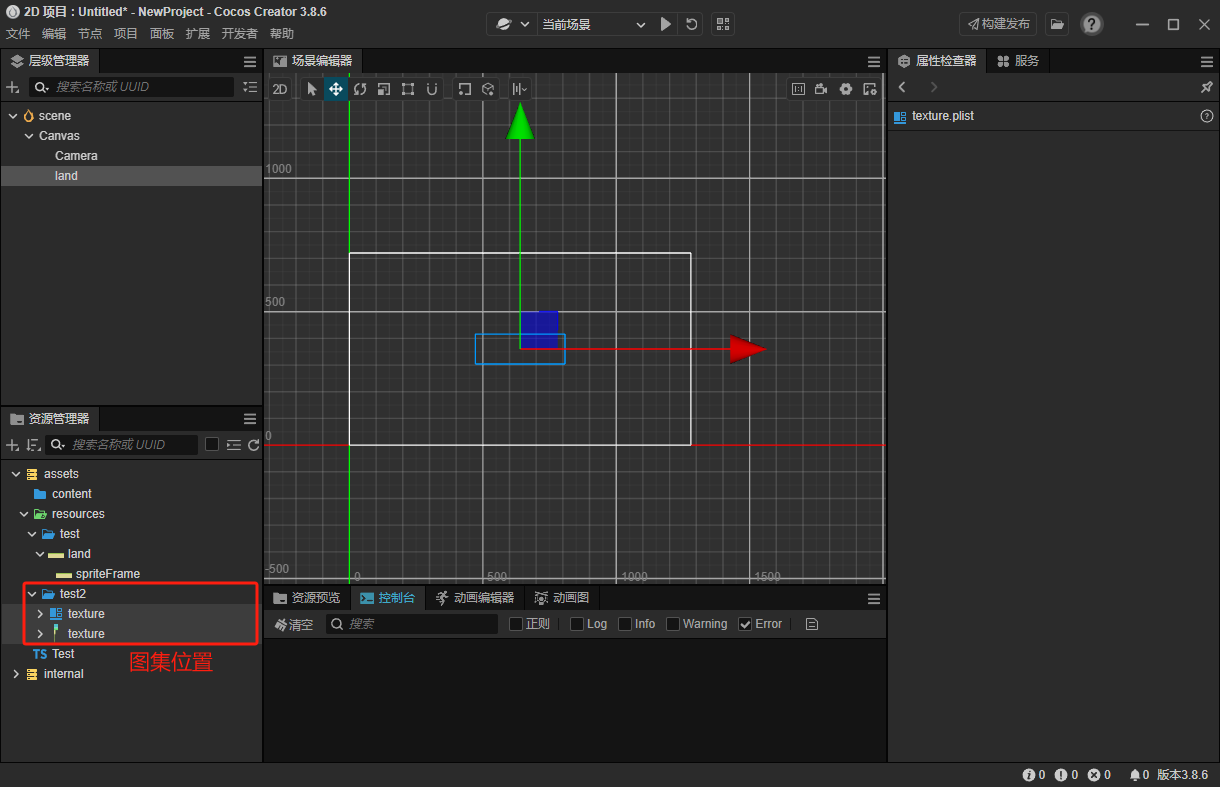 2D 项目：Untitled* - NewProject - Cocos Creator 3.8.6
当前场景
构建发布
文件 编辑 节点 项目 面板 扩展 开发者 帮助
层级管理器
搜索名称或 UUID
scene
Canvas
Camera
land
场景编辑器
2D
1000
500
0
-500
0
500
1000
1500
属性检查器 服务
texture.plist
资源管理器
搜索名称或 UUID
assets
content
resources
test
land
spriteFrame
test2
texture
texture
TS Test
internal
图集位置
资源预览 控制台 动画编辑器 动画图
清空 搜索 正则 Log Info Warning Error
0 0 0 0 版本3.8.6